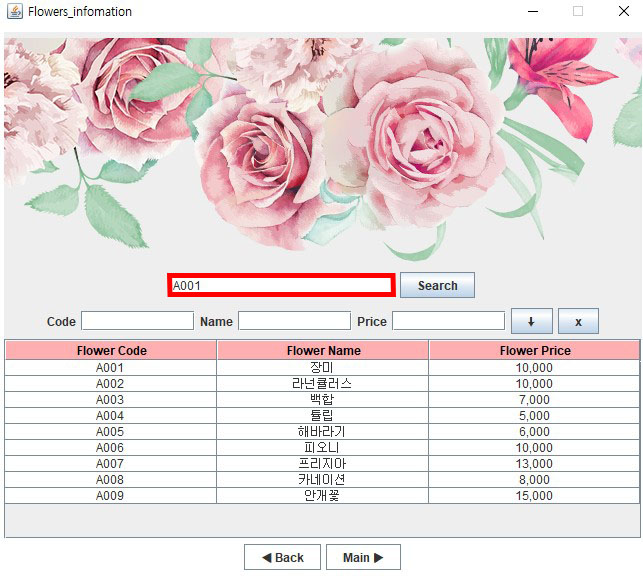 Flowers_infomation
A001 Search
Code Name Price ↓ x
Flower Code Flower Name Flower Price
A001 장미 10,000
A002 라넌큘러스 10,000
A003 백합 7,000
A004 튤립 5,000
A005 해바라기 6,000
A006 피오니 10,000
A007 프리지아 13,000
A008 카네이션 8,000
A009 안개꽃 15,000
◀ Back Main ▶